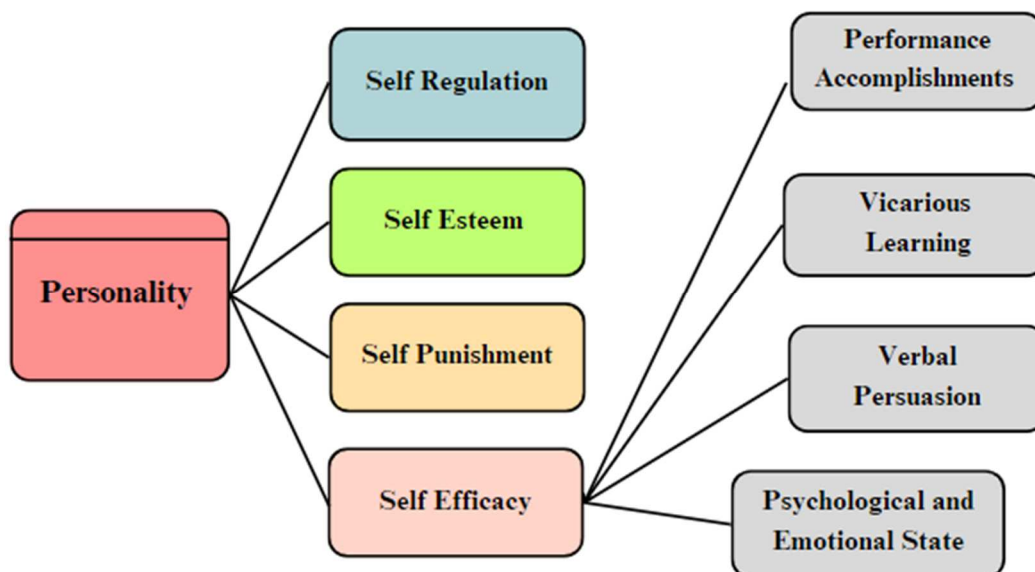 Personality
Self Regulation
Self Esteem
Self Punishment
Self Efficacy
Performance
Accomplishments
Vicarious
Learning
Verbal
Persuasion
Psychological and
Emotional State